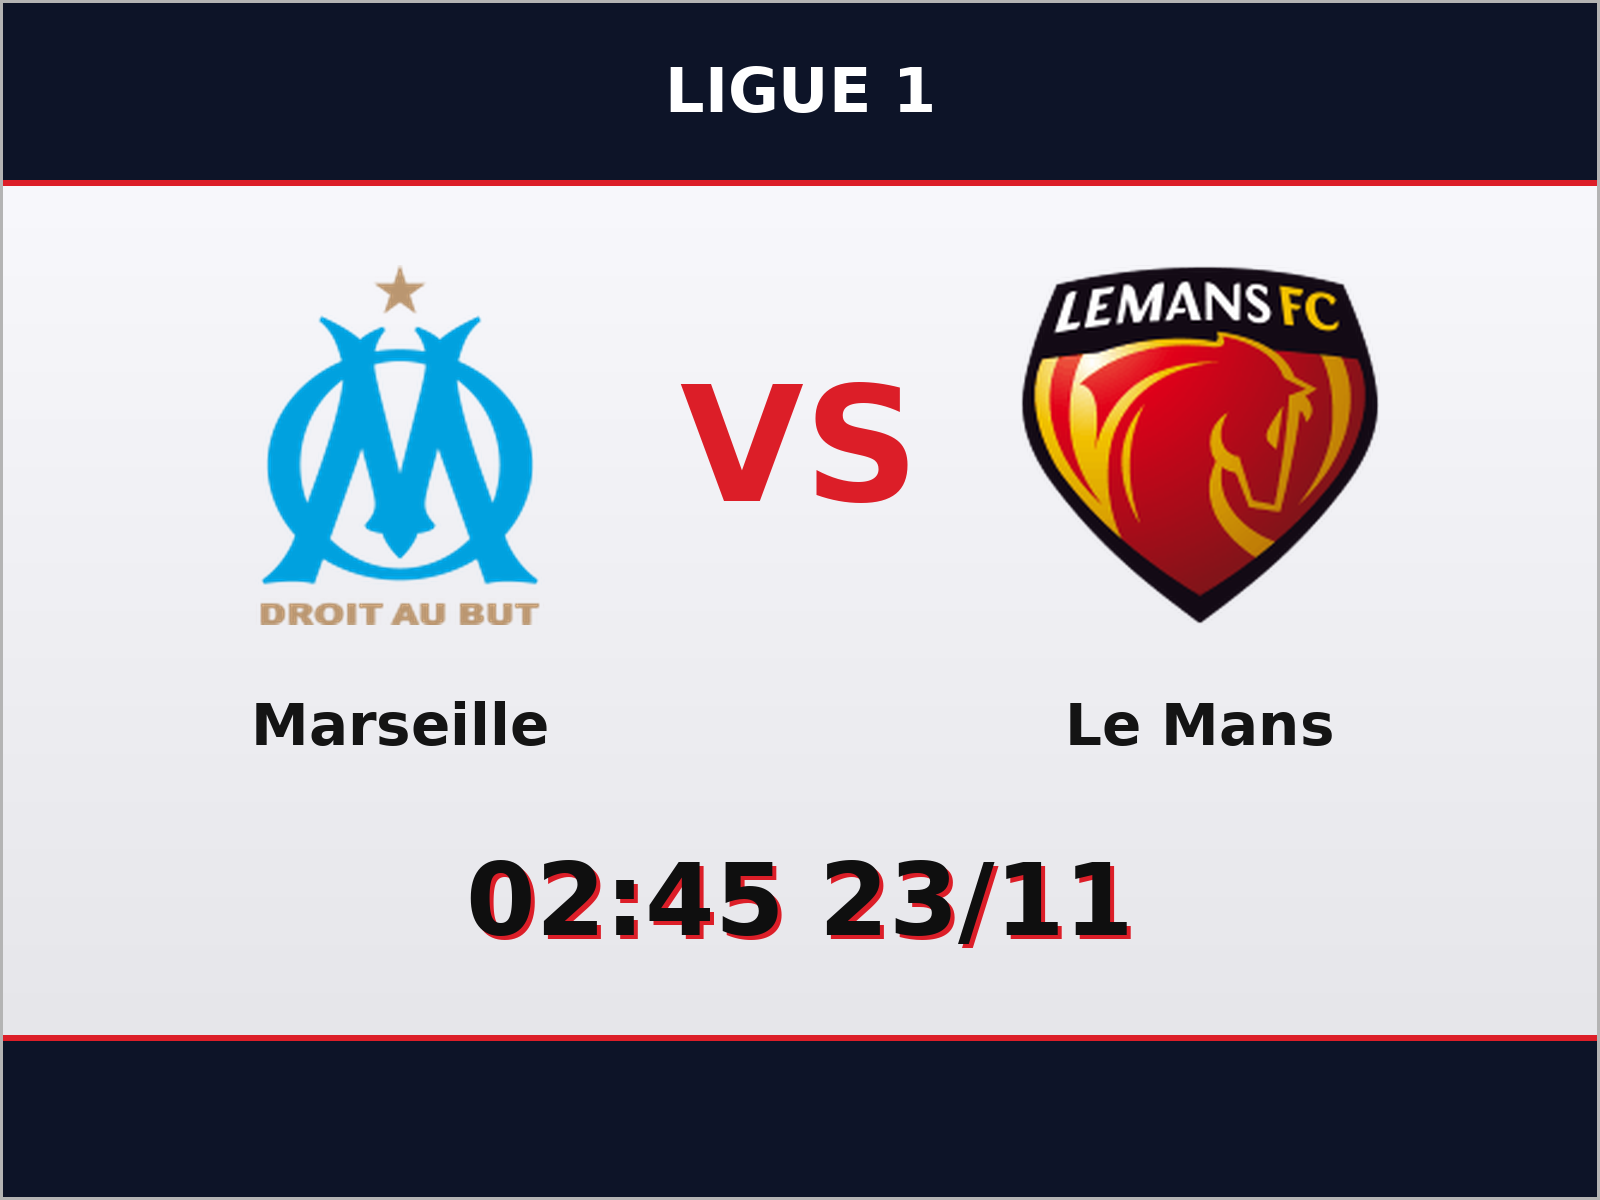 LIGUE 1
LEMANS FC
VS
DROIT AU BUT
Marseille
Le Mans
02:45 23/11